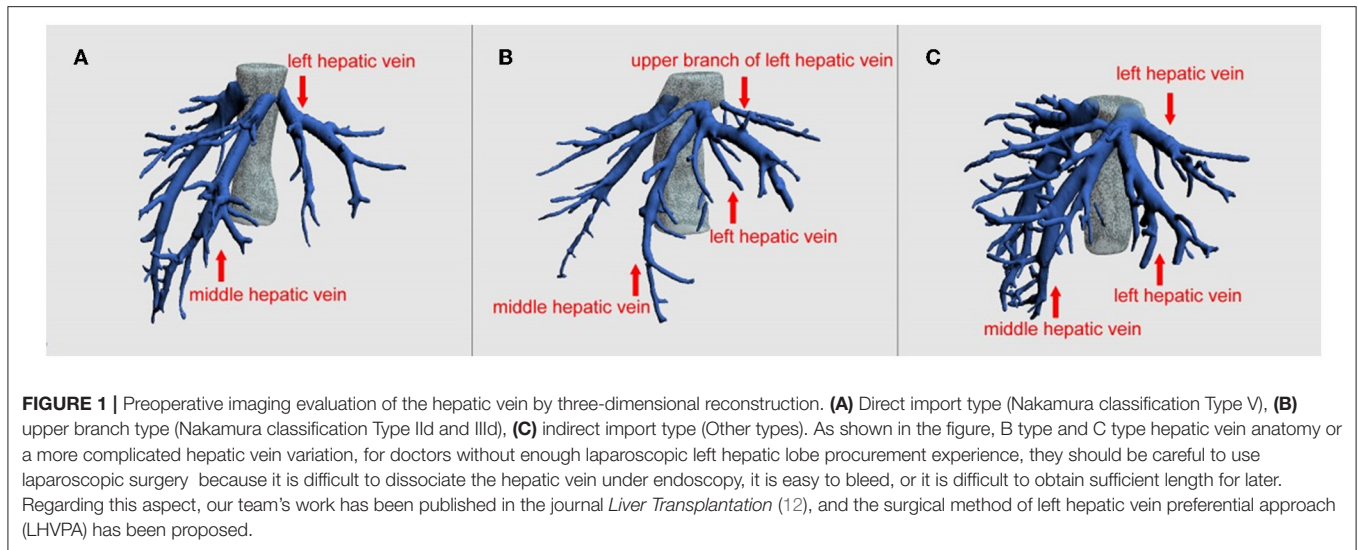 A
left hepatic vein
middle hepatic vein
B
upper branch of left hepatic vein
left hepatic vein
middle hepatic vein
C
left hepatic vein
left hepatic vein
middle hepatic vein
FIGURE 1 | Preoperative imaging evaluation of the hepatic vein by three-dimensional reconstruction. (A) Direct import type (Nakamura classification Type V), (B)
upper branch type (Nakamura classification Type IId and IIId), (C) indirect import type (Other types). As shown in the figure, B type and C type hepatic vein anatomy or
a more complicated hepatic vein variation, for doctors without enough laparoscopic left hepatic lobe procurement experience, they should be careful to use
laparoscopic surgery because it is difficult to dissociate the hepatic vein under endoscopy, it is easy to bleed, or it is difficult to obtain sufficient length for later.
Regarding this aspect, our team's work has been published in the journal Liver Transplantation (12), and the surgical method of left hepatic vein preferential approach
(LHVPA) has been proposed.